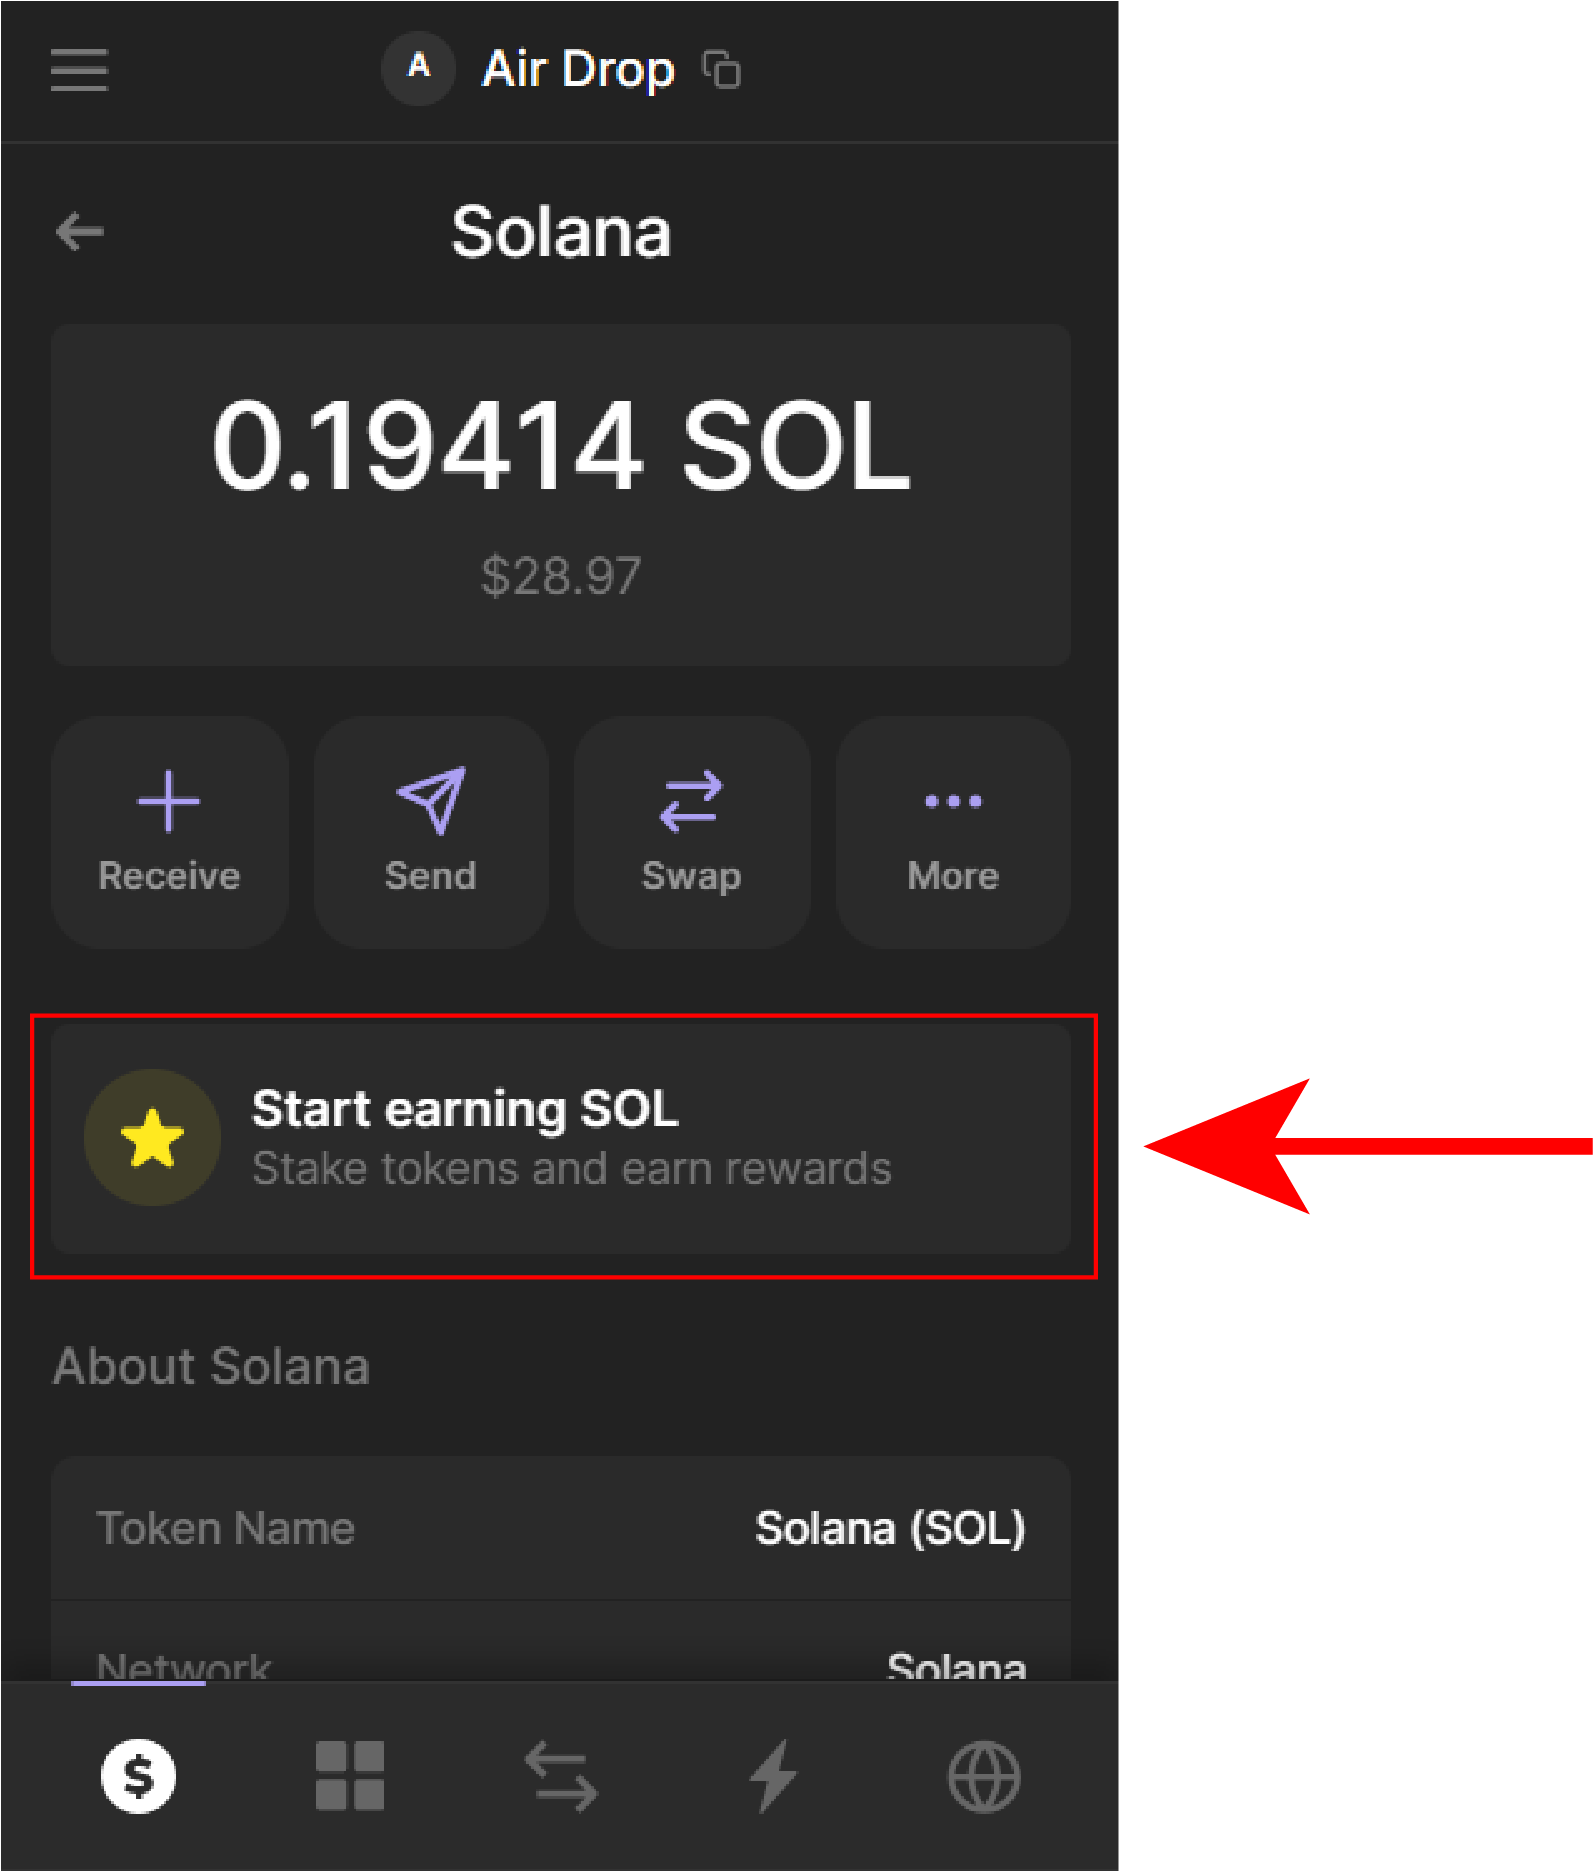 A Air Drop
Solana
0.19414 SOL
$28.97
Receive Send Swap More
Start earning SOL
Stake tokens and earn rewards
About Solana
Token Name Solana (SOL)
Network Solana
$